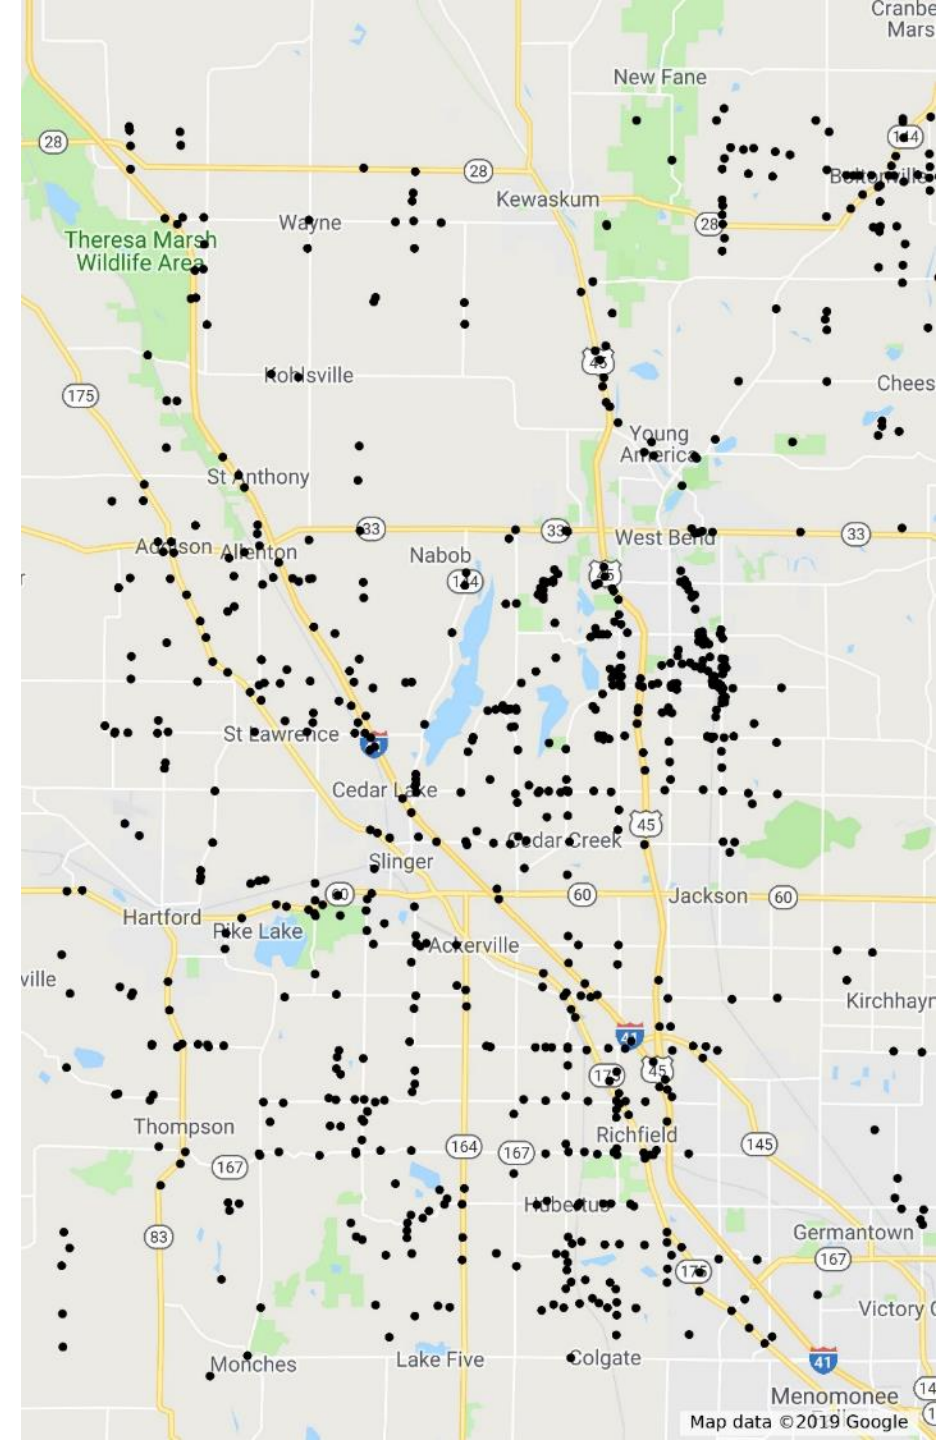 Cranbe
Mars
New Fane
28
144
28
Boltonville
Kewaskum
Wayne
28
Theresa Marsh
Wildlife Area
45
Kohlsville
175
Chees
Young
America
St Anthony
33
33
33
West Bend
Addison
Allenton
Nabob
144
45
St Lawrence
Cedar Lake
45
Cedar Creek
Slinger
60
60
Jackson
60
Hartford
Pike Lake
Ackerville
ville
Kirchhayn
41
175
45
Thompson
Richfield
164
167
145
167
Hubertus
83
Germantown
167
175
Victory C
Monches
Lake Five
Colgate
41
14
Menomonee
1
Map data ©2019 Google